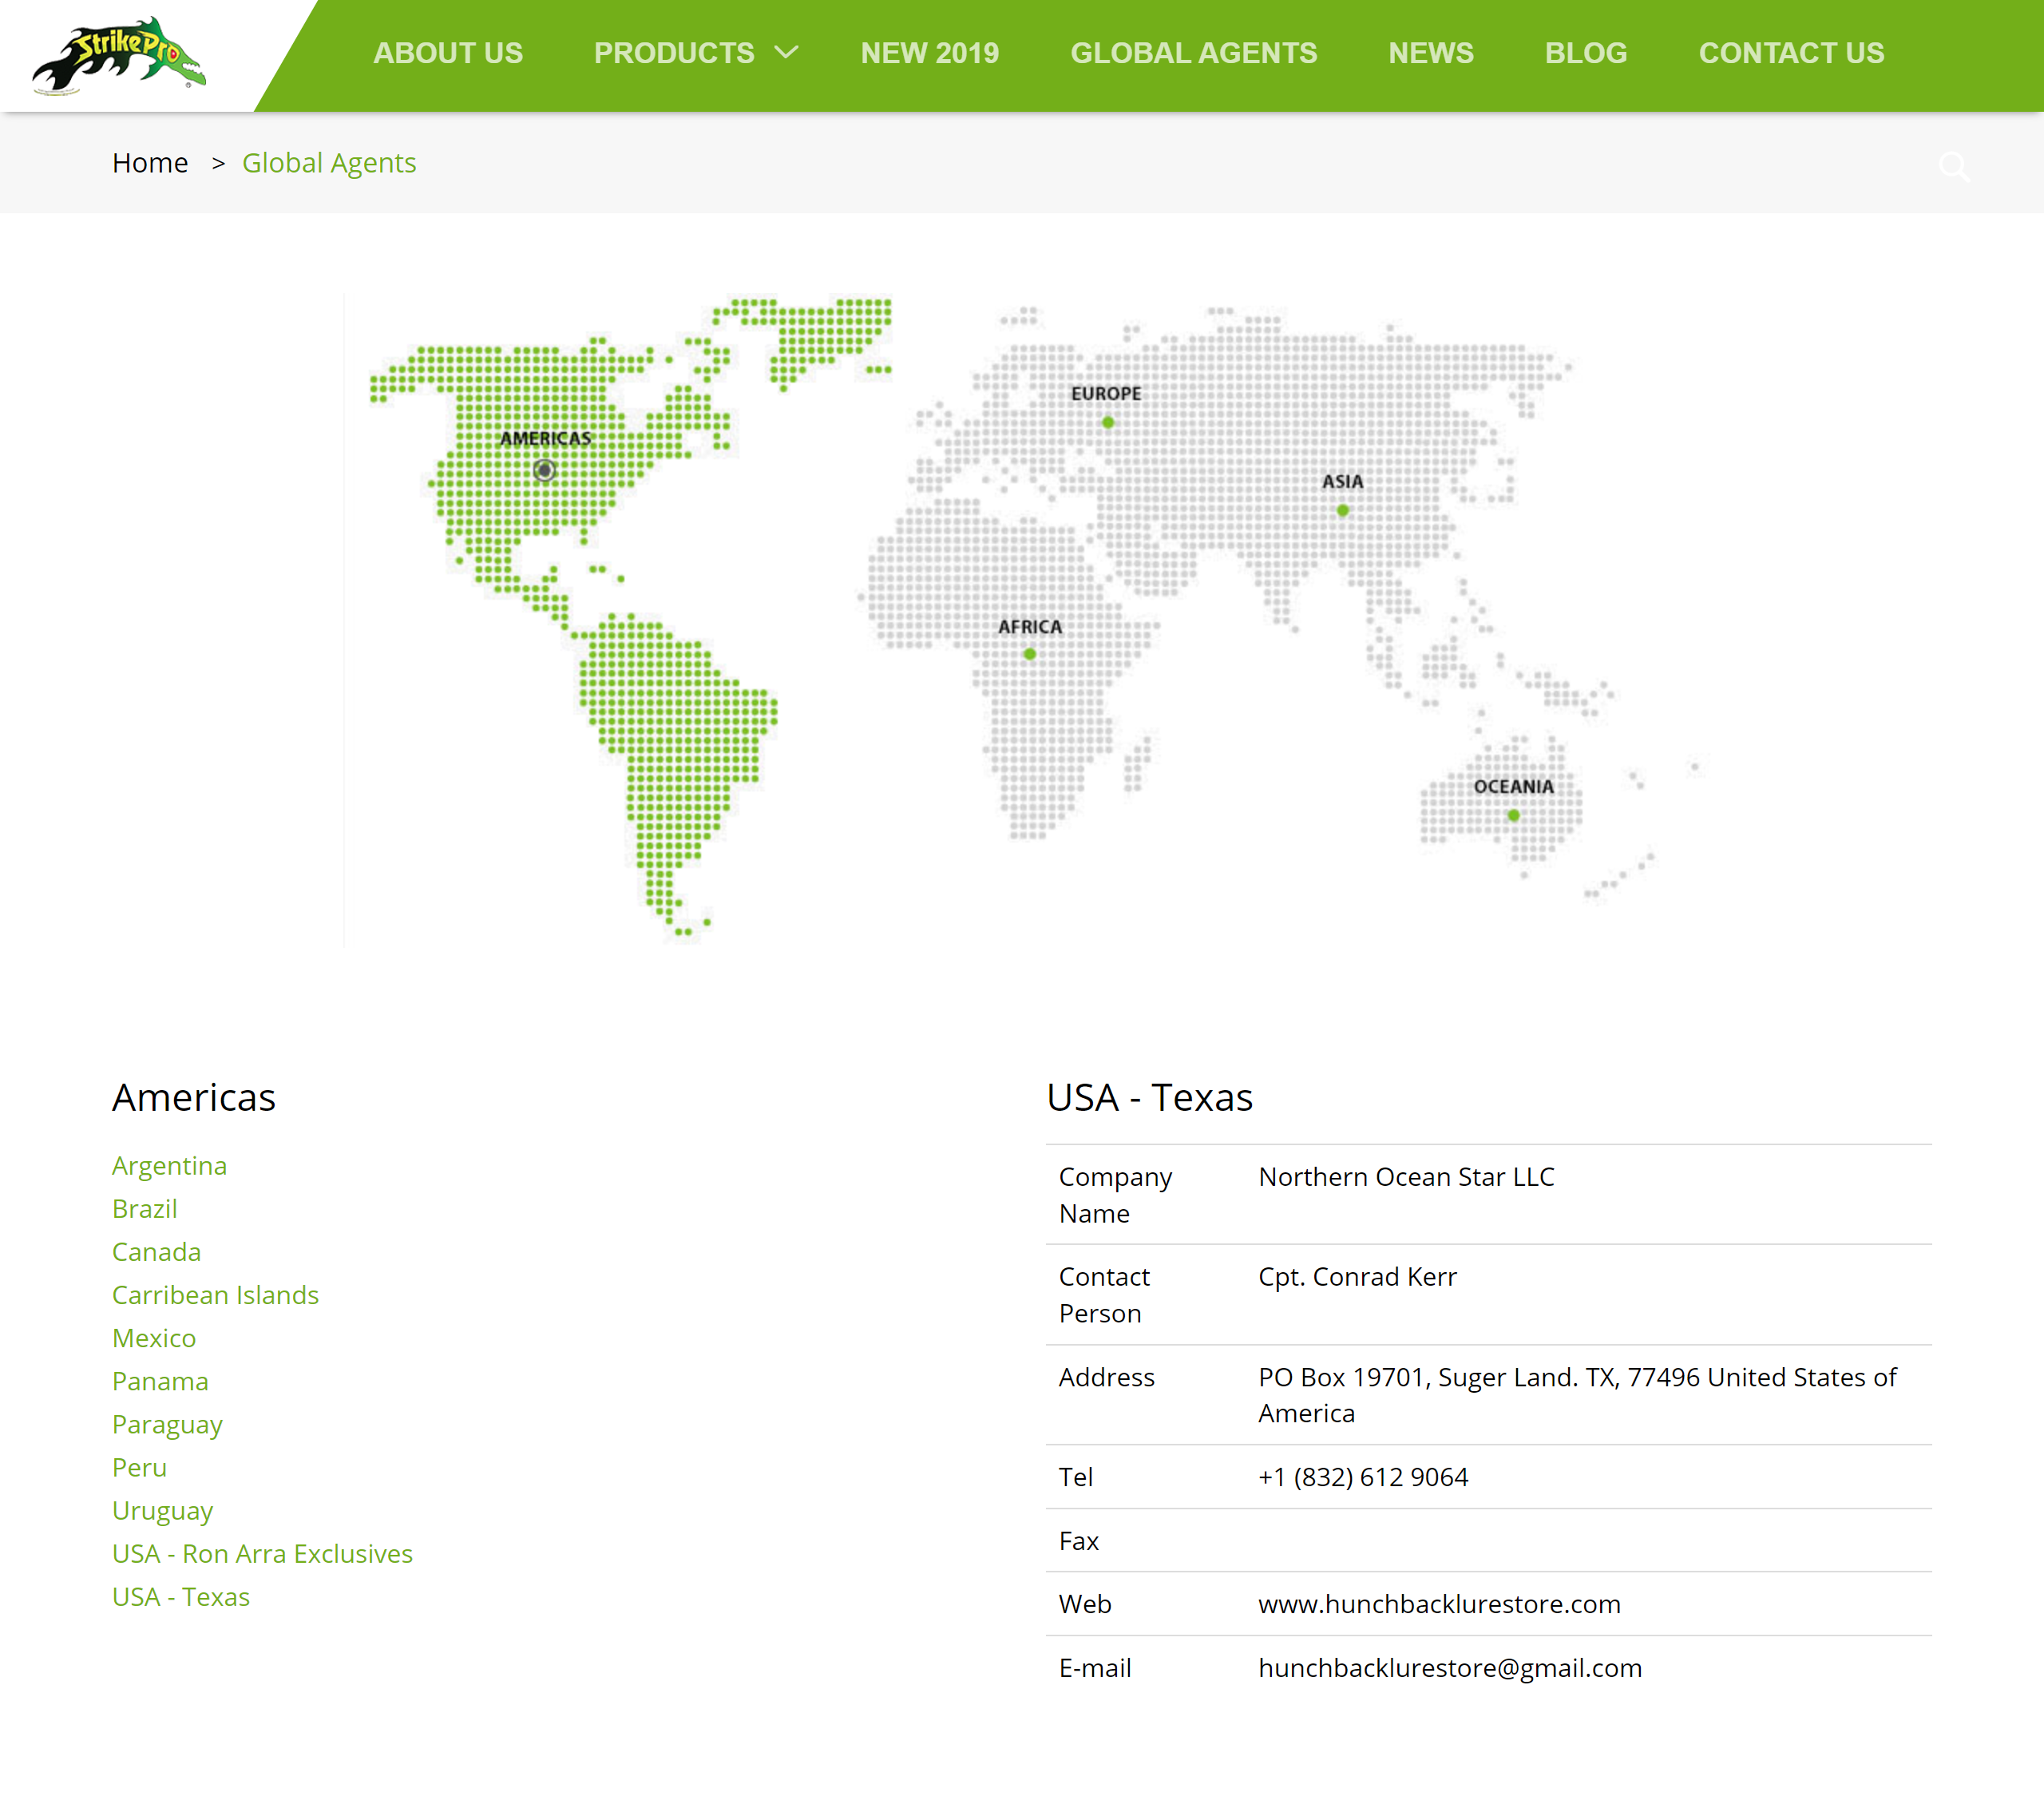 StrikePro
ABOUT US
PRODUCTS
NEW 2019
GLOBAL AGENTS
NEWS
BLOG
CONTACT US
Home > Global Agents
EUROPE
AMERICAS
ASIA
AFRICA
OCEANIA
Americas
Argentina
Brazil
Canada
Carribean Islands
Mexico
Panama
Paraguay
Peru
Uruguay
USA - Ron Arra Exclusives
USA - Texas
USA - Texas
Company
Name
Northern Ocean Star LLC
Contact
Person
Cpt. Conrad Kerr
Address
PO Box 19701, Suger Land. TX, 77496 United States of
America
Tel
+1 (832) 612 9064
Fax
Web
www.hunchbacklurestore.com
E-mail
hunchbacklurestore@gmail.com